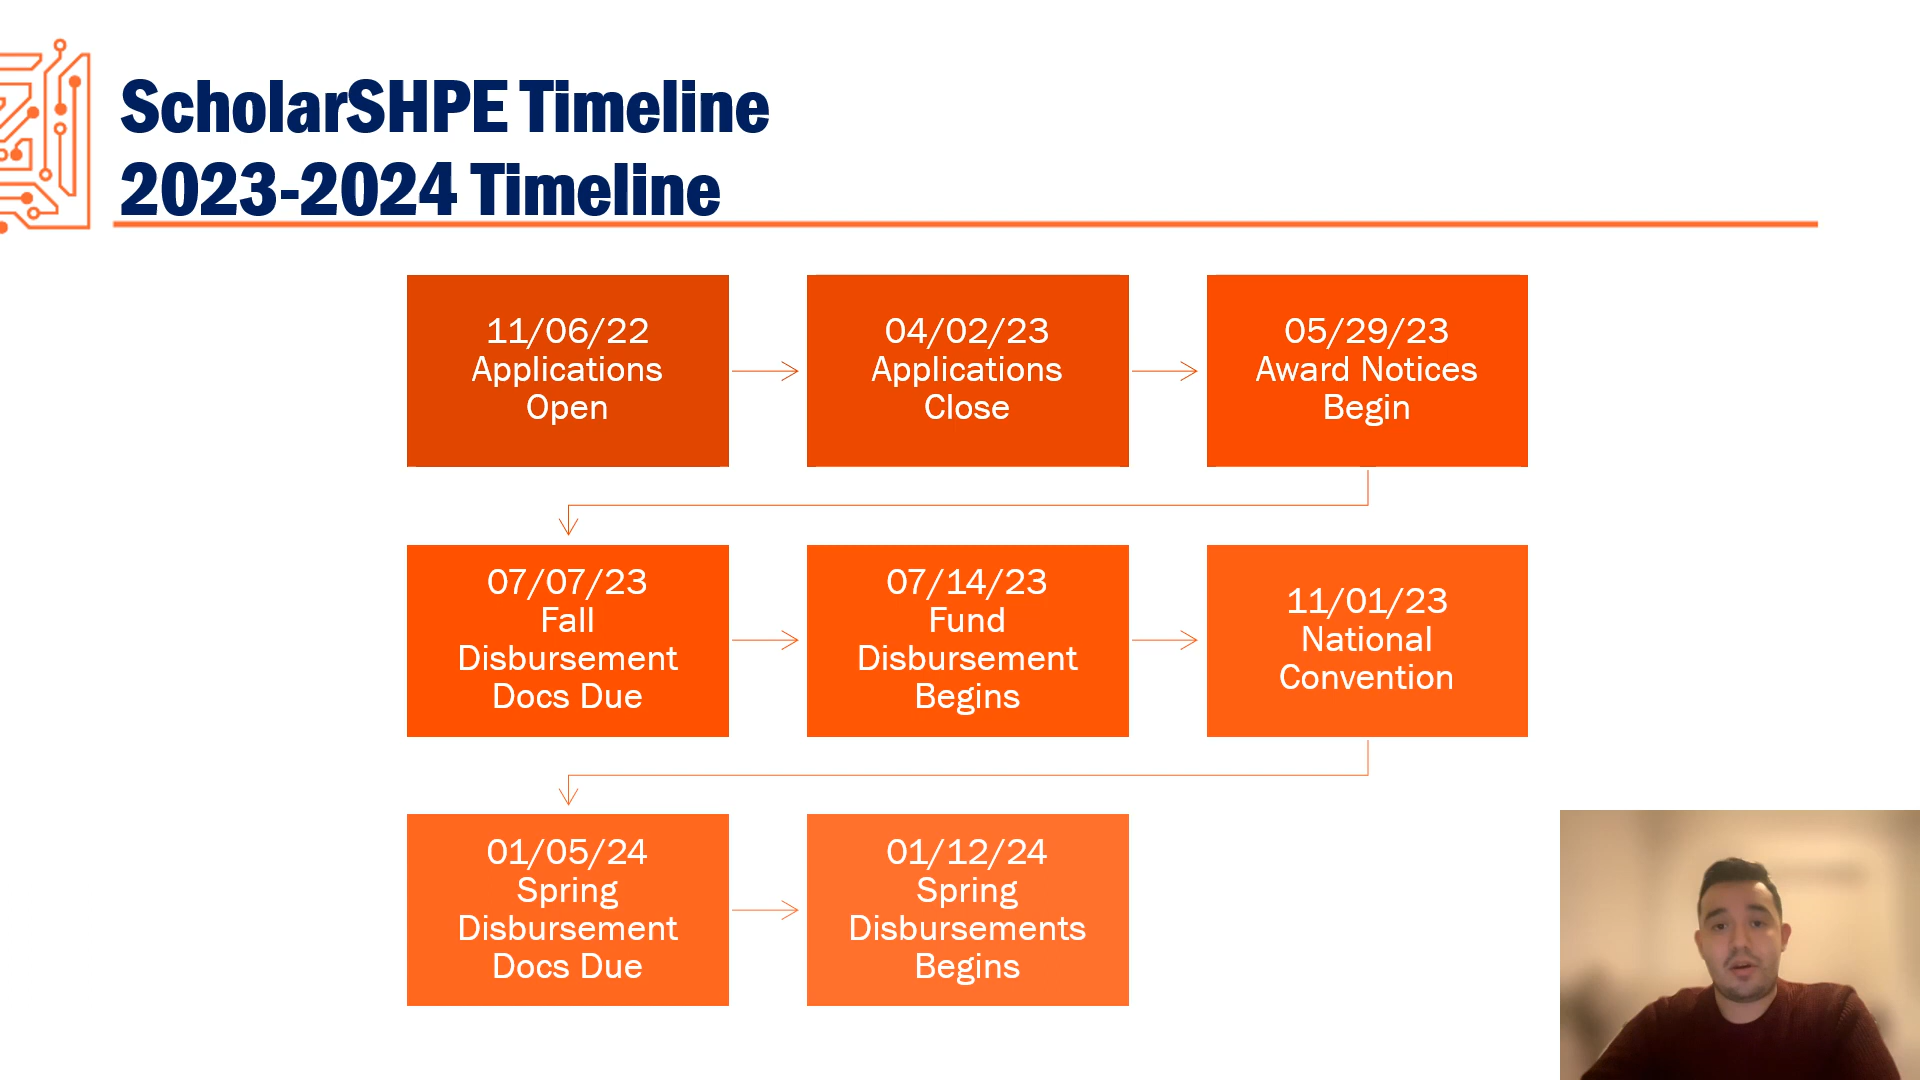 ScholarSHPE Timeline
2023-2024 Timeline
11/06/22
Applications
Open
04/02/23
Applications
Close
05/29/23
Award Notices
Begin
07/07/23
Fall
Disbursement
Docs Due
07/14/23
Fund
Disbursement
Begins
11/01/23
National
Convention
01/05/24
Spring
Disbursement
Docs Due
01/12/24
Spring
Disbursements
Begins